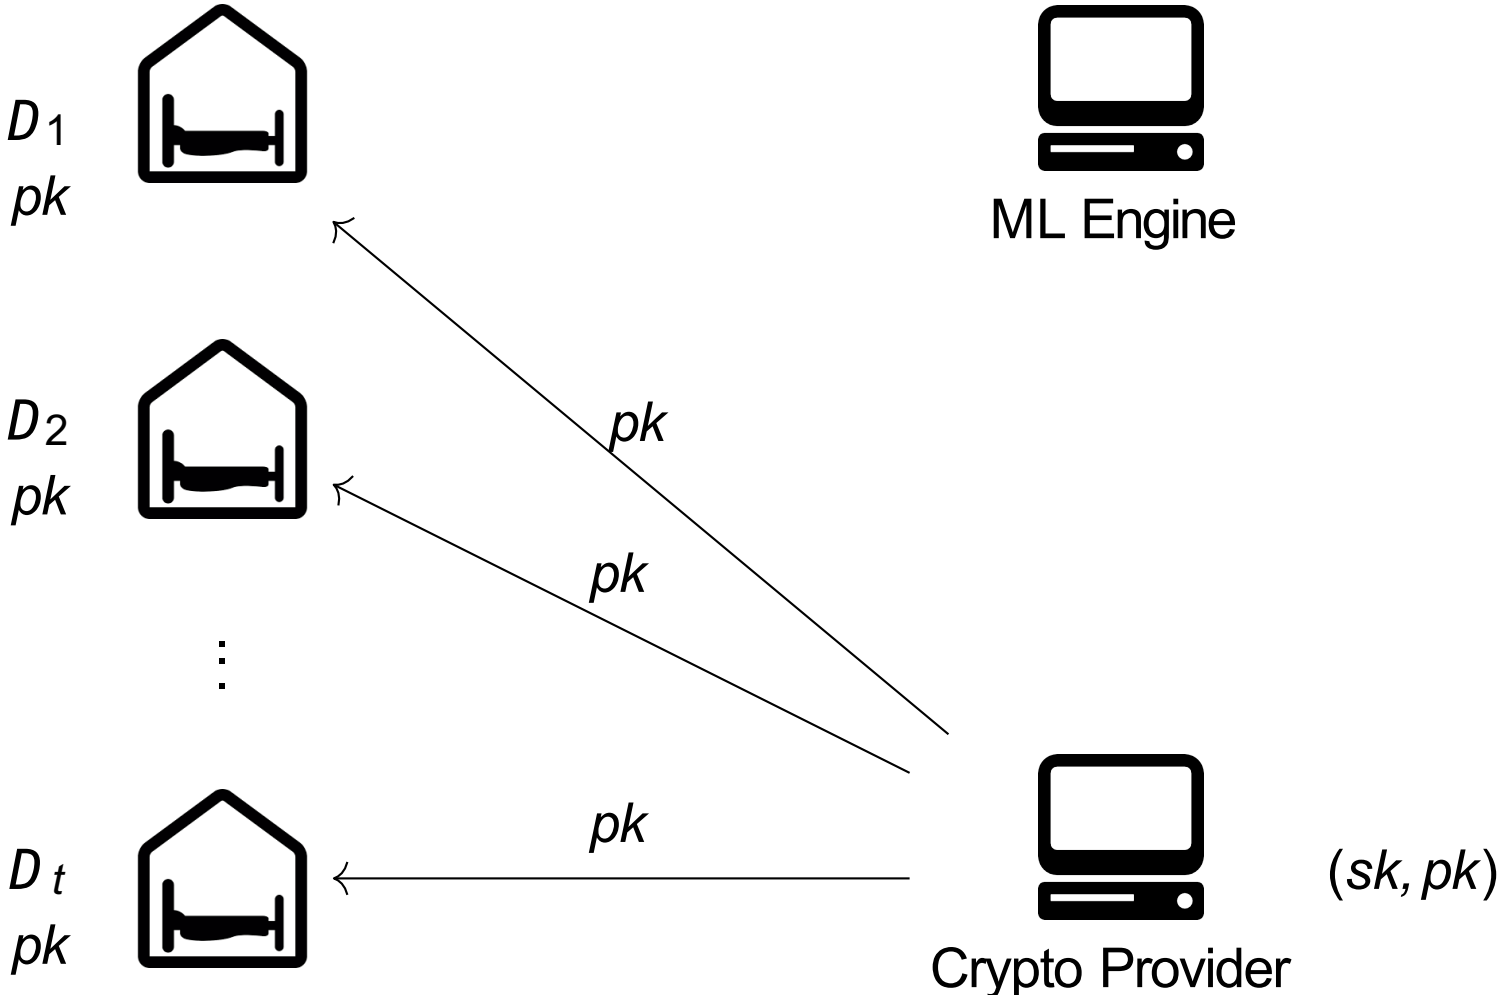 D1
pk
ML Engine
D2
pk
pk
pk
⋮
pk
Dt
pk
(sk, pk)
Crypto Provider